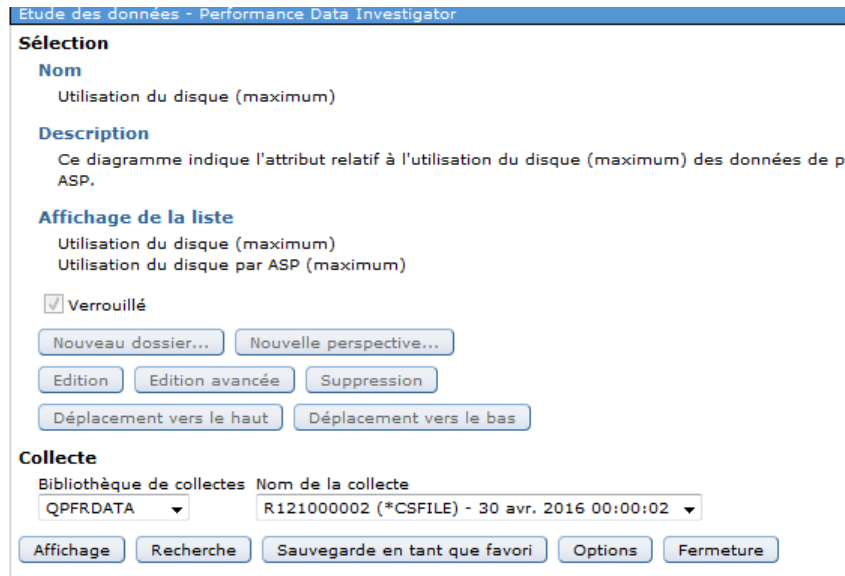 Etude des données - Performance Data Investigator
Sélection
Nom
Utilisation du disque (maximum)
Description
Ce diagramme indique l'attribut relatif à l'utilisation du disque (maximum) des données de p
ASP.
Affichage de la liste
Utilisation du disque (maximum)
Utilisation du disque par ASP (maximum)
Verrouillé
Nouveau dossier... Nouvelle perspective...
Edition Edition avancée Suppression
Déplacement vers le haut Déplacement vers le bas
Collecte
Bibliothèque de collectes Nom de la collecte
QPFRDATA R121000002 (*CSFILE) - 30 avr. 2016 00:00:02
Affichage Recherche Sauvegarde en tant que favori Options Fermeture